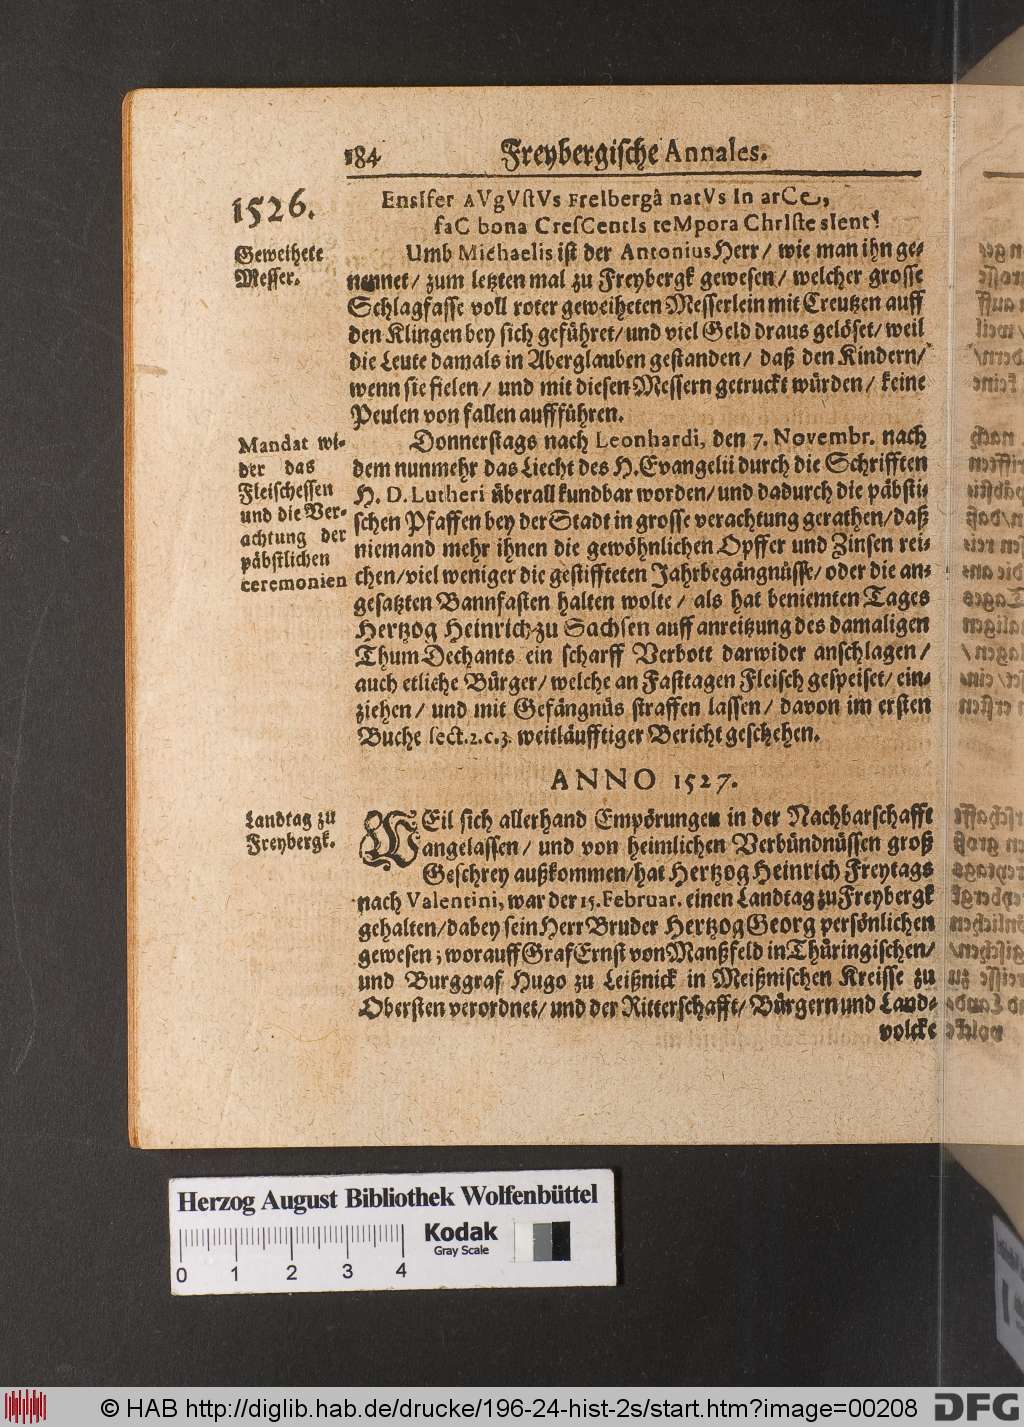 184 Freybergische Annales.
1526.
EnsIfer AVgVſtVs FreIbergâ natVs In arCe,
faC bona CreſCentIs teMpora ChrIſte sIent!
Geweihete
Messer.
Umb Michaelis ist der Antonius Herr/ wie man ihn ge-
nennet/ zum letzten mal zu Freybergk gewesen/ welcher grosse
Schlagfasse voll roter geweiheten Messerlein mit Creutzen auff
den Klingen bey sich geführet/ und viel Geld draus gelöset/ weil
die Leute damals in Aberglauben gestanden/ daß den Kindern/
wenn sie fielen/ und mit diesen Messern getruckt würden/ keine
Peulen von fallen auffführen.
Mandat wi-
der das
Fleischessen
und die Ver-
achtung der
päbstlichen
ceremonien
Donnerstags nach Leonhardi, den 7. Novembr. nach
dem nunmehr das Liecht des H. Evangelii durch die Schrifften
H. D. Lutheri überall kundbar worden/ und dadurch die päbsti-
schen Pfaffen bey der Stadt in grosse verachtung gerathen/ daß
niemand mehr ihnen die gewöhnlichen Opffer und Zinsen rei-
chen/ viel weniger die gestiffteten Jahrbegängnüsse/ oder die an-
gesatzten Bannfasten halten wolte/ als hat beniemten Tages
Hertzog Heinrich zu Sachsen auff anreitzung des damaligen
Thum Dechants ein scharff Verbott darwider anschlagen/
auch etliche Bürger/ welche an Fasttagen Fleisch gespeiset/ ein-
ziehen/ und mit Gefängnüs straffen lassen/ davon im ersten
Buche ſect. 2. c. 3. weitläufftiger Bericht geschehen.
ANNO 1527.
Landtag zu
Freybergk.
WEil sich allerhand Empörungen in der Nachbarschafft
angelassen/ und von heimlichen Verbündnüssen groß
Geschrey außkommen/ hat Hertzog Heinrich Freytags
nach Valentini, war der 15. Februar. einen Landtag zu Freybergk
gehalten/ dabey sein Herr Bruder Hertzog Georg persönlichen
gewesen; worauff Graf Ernst von Manßfeld in Thüringischen/
und Burggraf Hugo zu Leißnick in Meißnischen Kreisse zu
Obersten verordnet/ und der Ritterschafft/ Bürgern und Land-
volcke
Herzog August Bibliothek Wolfenbüttel
Kodak
Gray Scale
0 1 2 3 4
© HAB http://diglib.hab.de/drucke/196-24-hist-2s/start.htm?image=00208
DFG